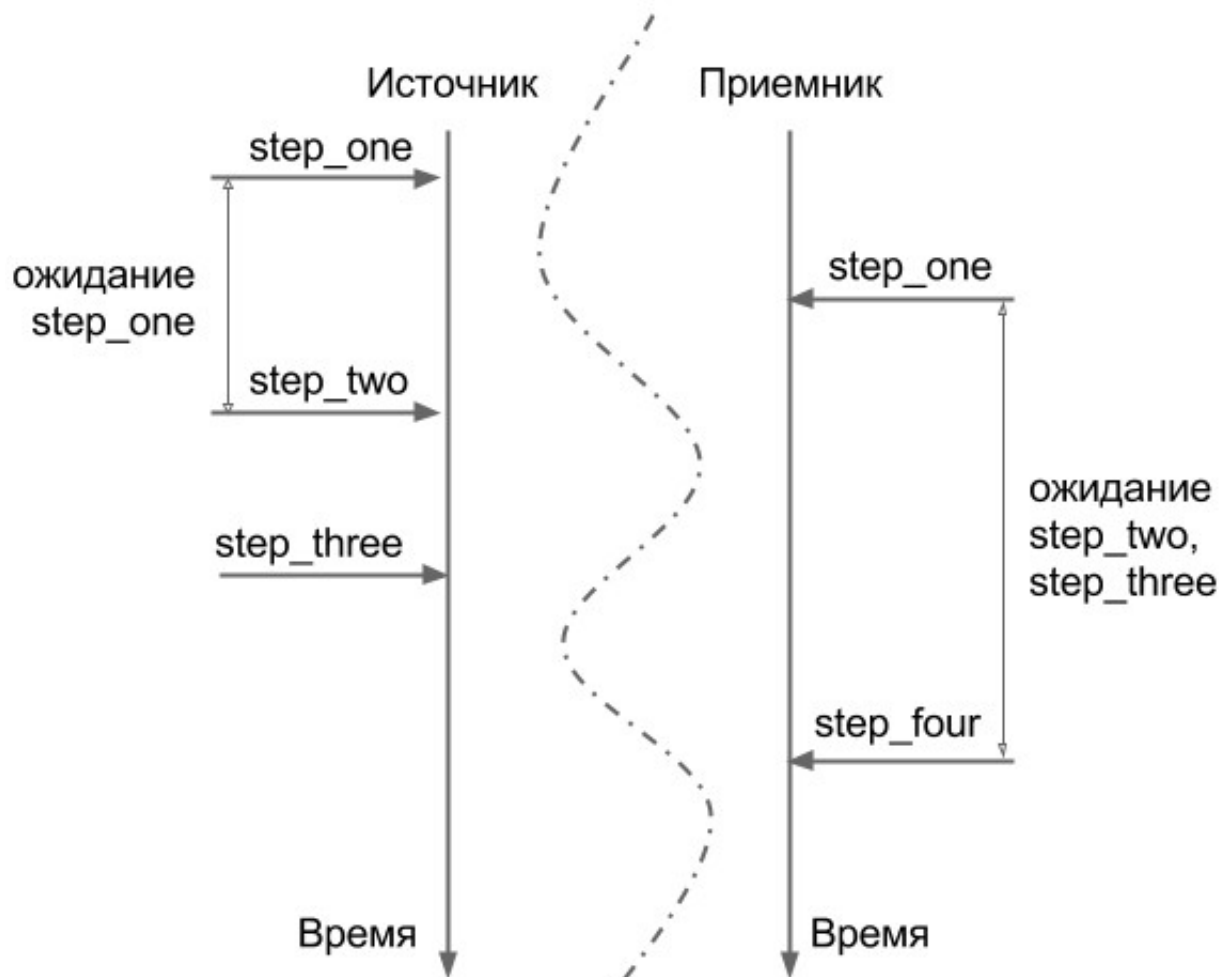 Источник
Приемник
step_one
ожидание
step_one
step_one
step_two
ожидание
step_two,
step_three
step_three
step_four
Время
Время